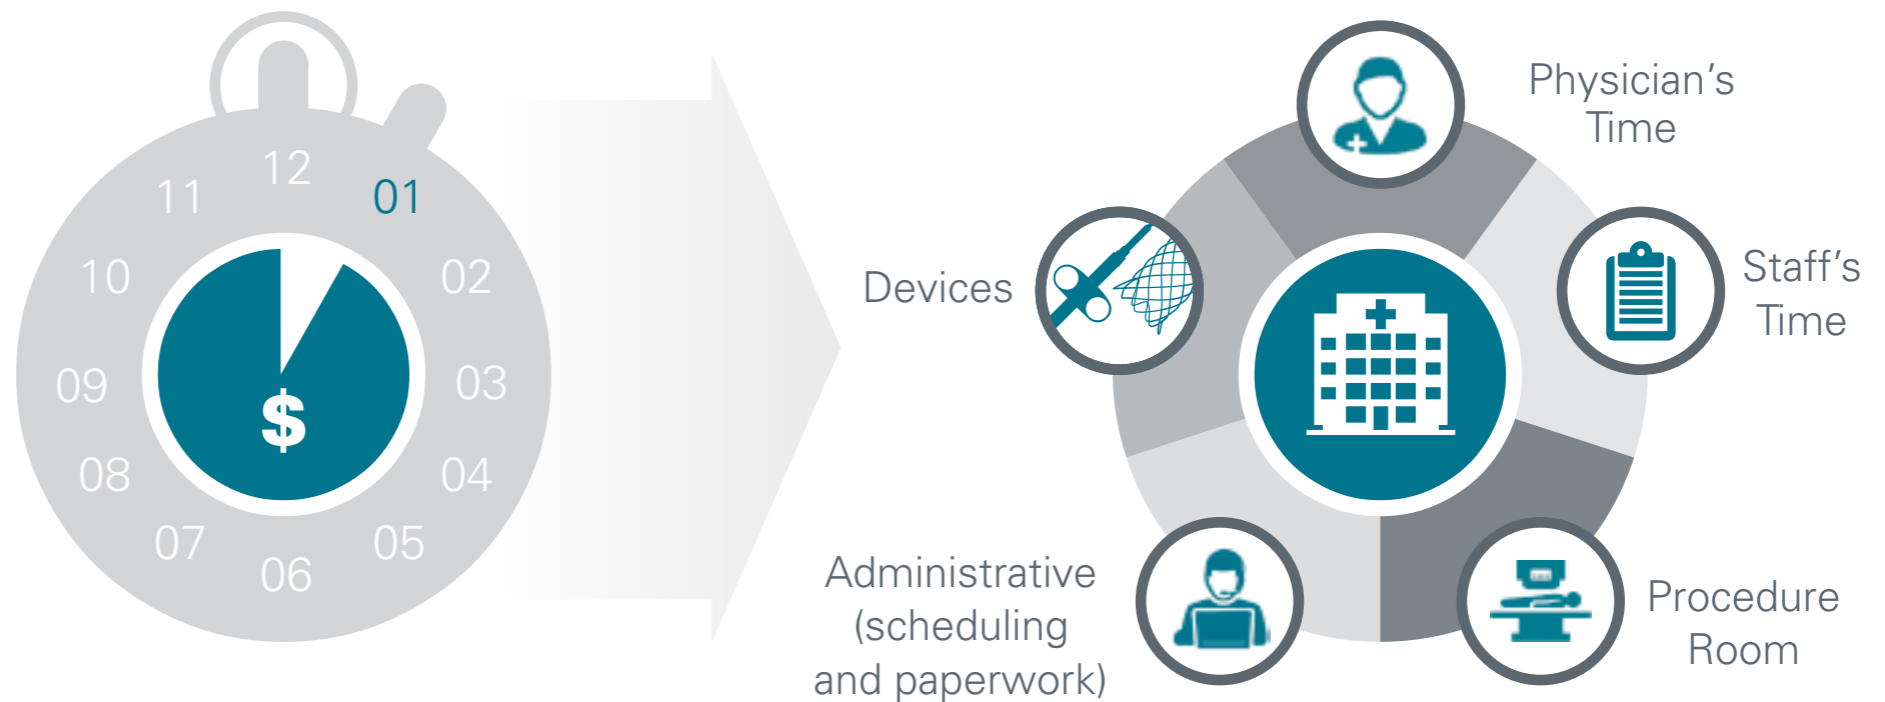 12
01
02
03
04
05
06
07
08
09
10
11
$
Physician’s
Time
Staff’s
Time
Procedure
Room
Administrative
(scheduling
and paperwork)
Devices